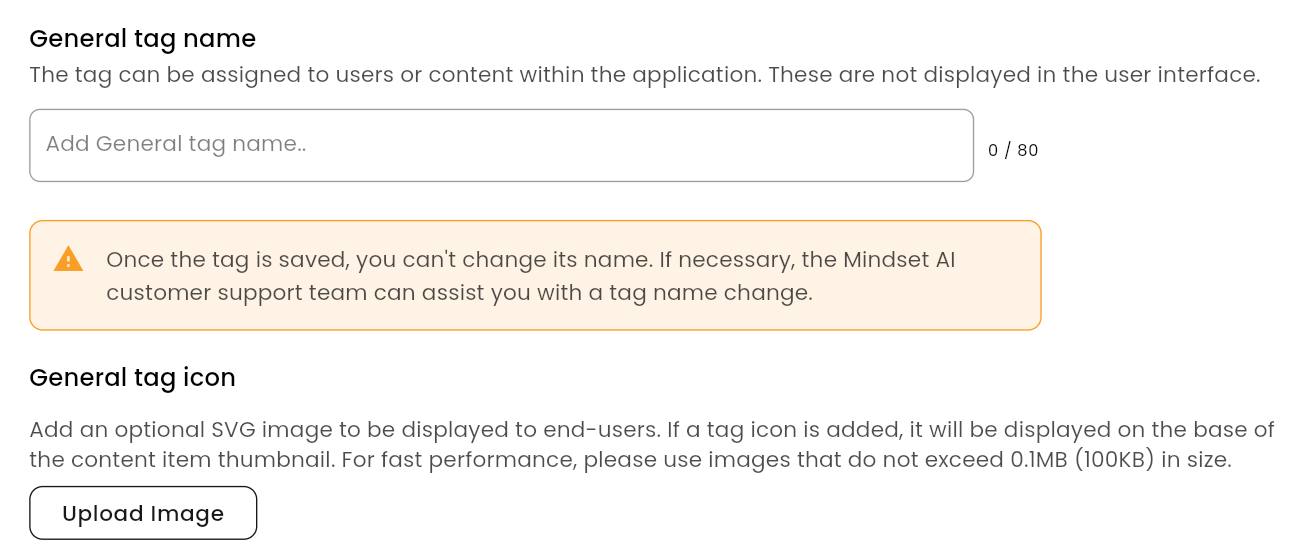 General tag name
The tag can be assigned to users or content within the application. These are not displayed in the user interface.
Add General tag name..
0 / 80
Once the tag is saved, you can't change its name. If necessary, the Mindset AI
customer support team can assist you with a tag name change.
General tag icon
Add an optional SVG image to be displayed to end-users. If a tag icon is added, it will be displayed on the base of
the content item thumbnail. For fast performance, please use images that do not exceed 0.1MB (100KB) in size.
Upload Image